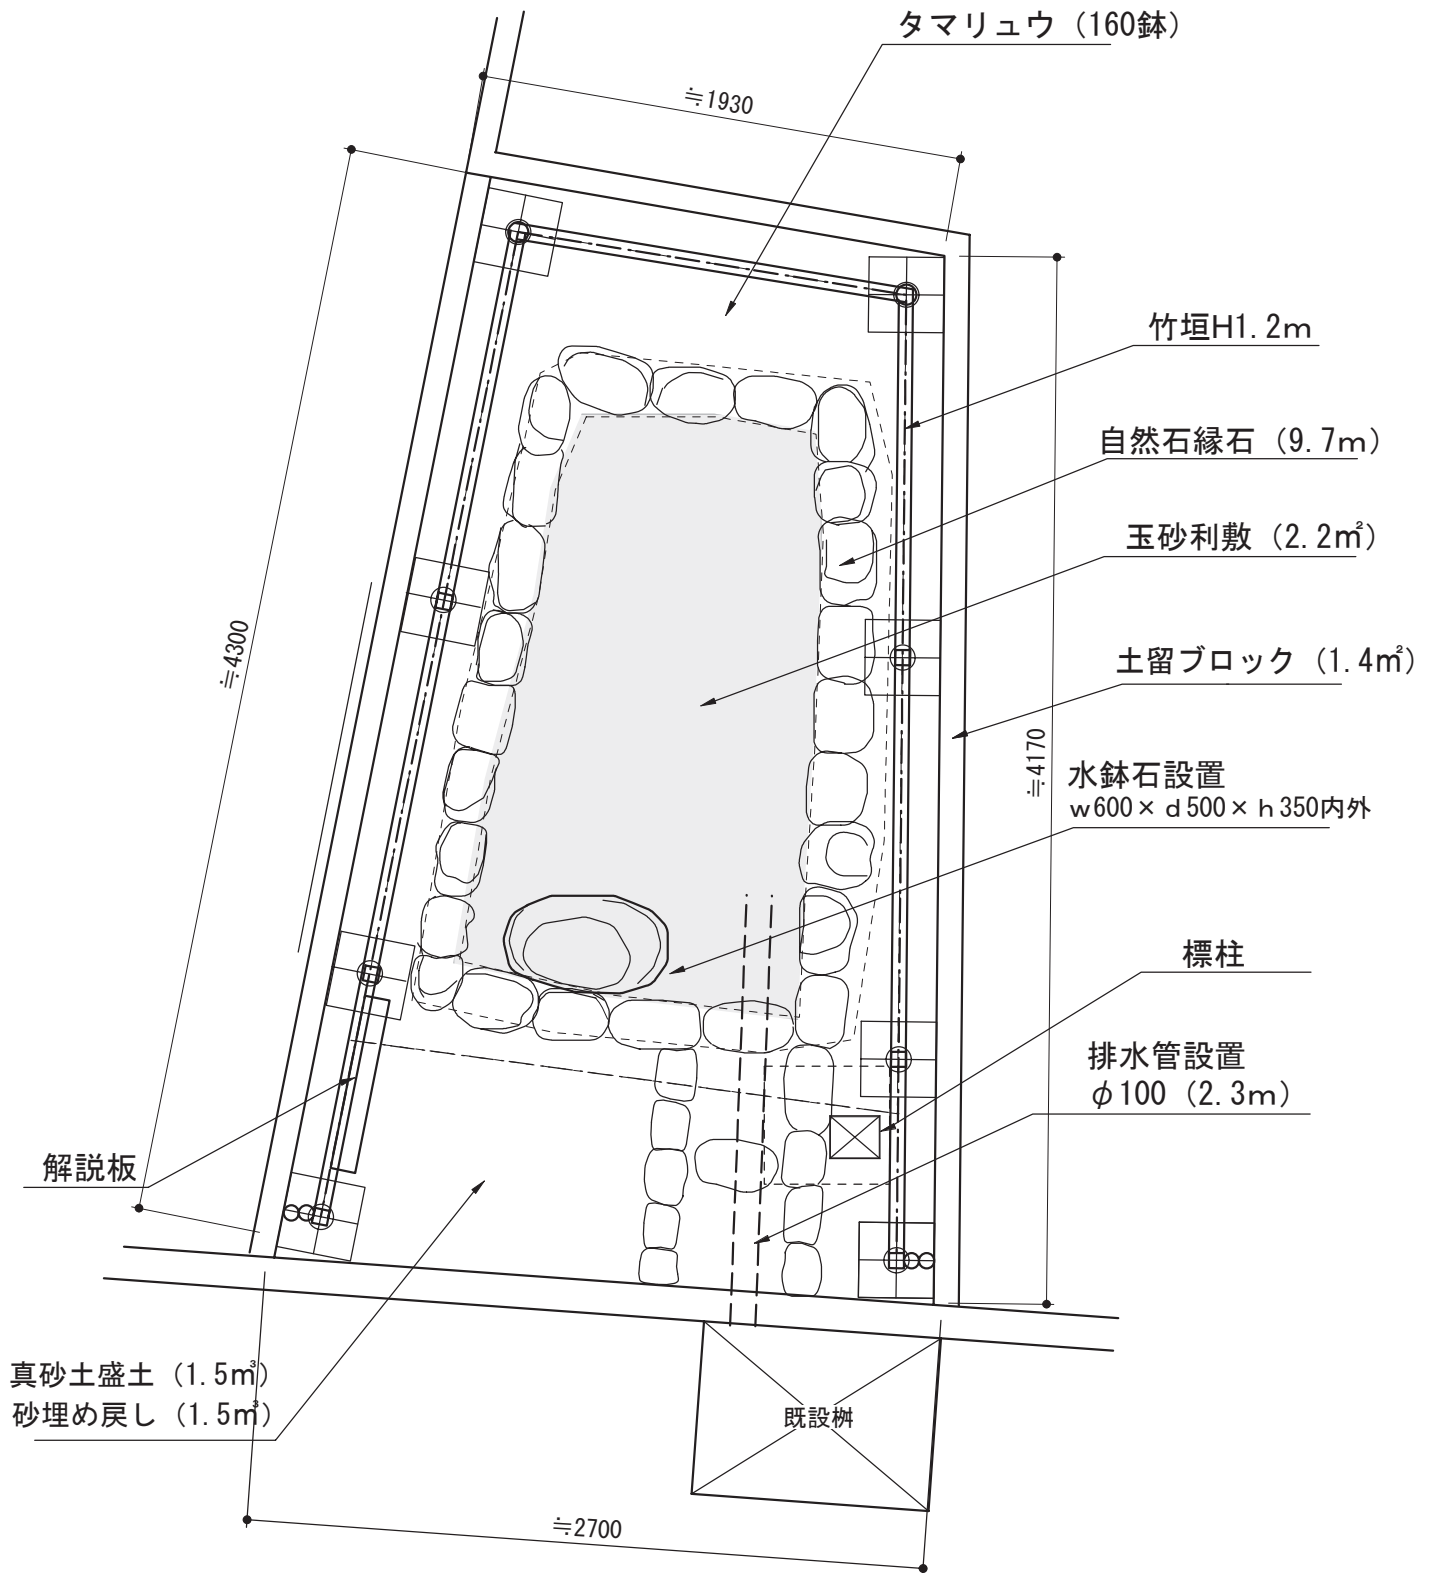 タマリュウ（160鉢）
≒1930
竹垣H1.2ｍ
自然石縁石（9.7ｍ）
玉砂利敷（2.2㎡）
≒4300
土留ブロック（1.4㎡）
≒4170
水鉢石設置
ｗ600×ｄ500×ｈ350内外
標柱
排水管設置
φ100（2.3ｍ）
解説板
真砂土盛土（1.5㎥）
砂埋め戻し（1.5㎥）
既設桝
≒2700